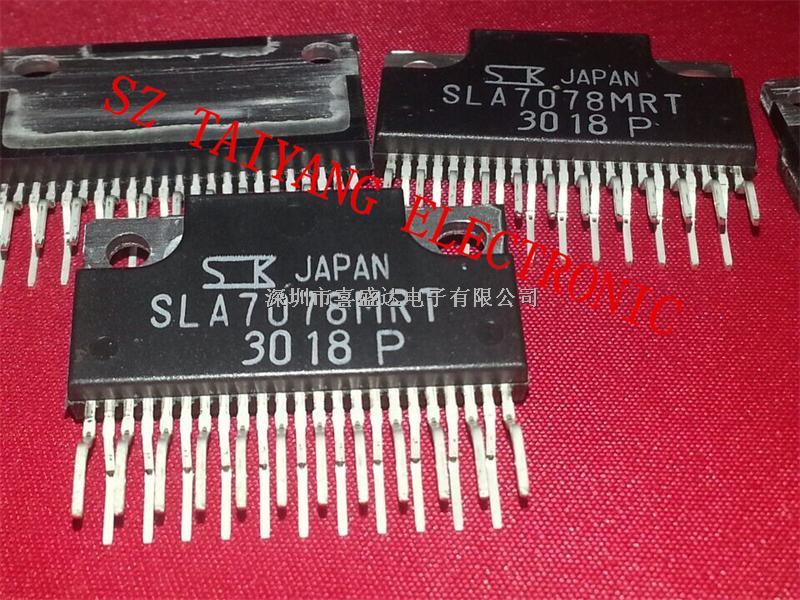 SK JAPAN
SLA7078MRT
3018 P
SZ TAIYANG ELECTRONIC
SK JAPAN
SLA7078MRT
3018 P
深圳市喜盛达电子有限公司